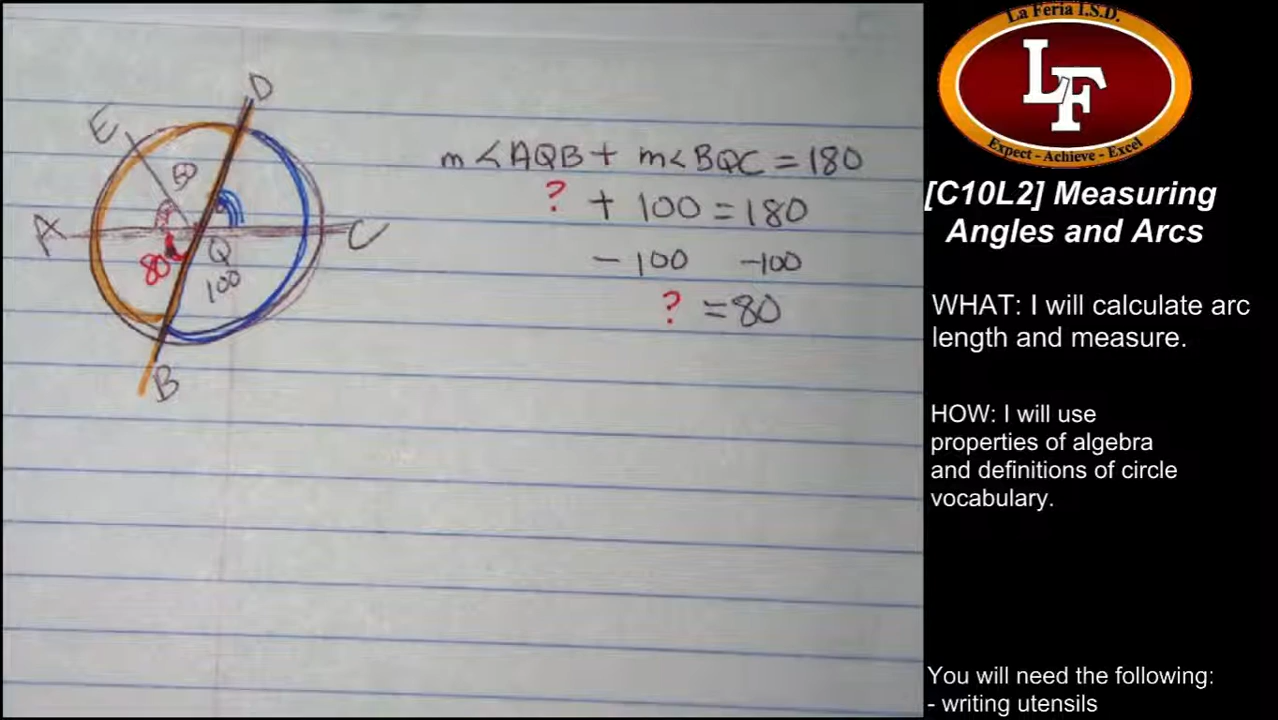 D
E
50
A
Q
C
80
100
B
m<AQB + m<BQC = 180
? + 100 = 180
- 100 -100
? = 80
La Feria I.S.D.
LF
Expect - Achieve - Excel
[C10L2] Measuring
Angles and Arcs
WHAT: I will calculate arc
length and measure.
HOW: I will use
properties of algebra
and definitions of circle
vocabulary.
You will need the following:
- writing utensils